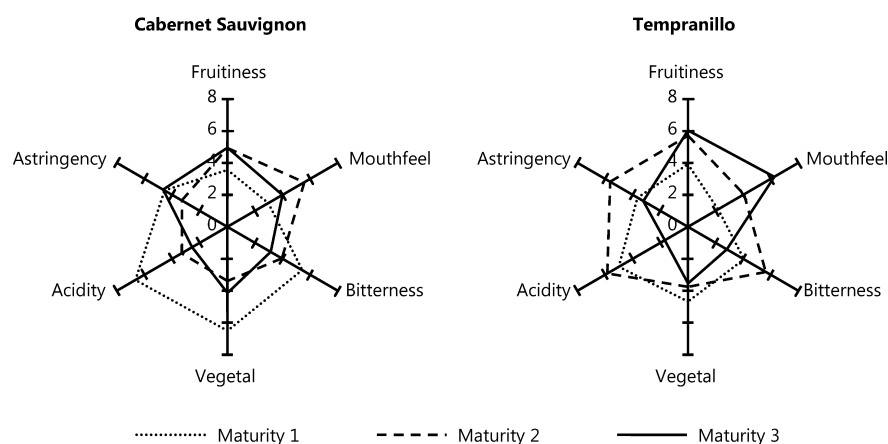 Cabernet Sauvignon
Fruitiness
8
6
4
2
0
Astringency
Mouthfeel
Acidity
Bitterness
Vegetal
Tempranillo
Fruitiness
8
6
4
2
0
Astringency
Mouthfeel
Acidity
Bitterness
Vegetal
Maturity 1 Maturity 2 Maturity 3